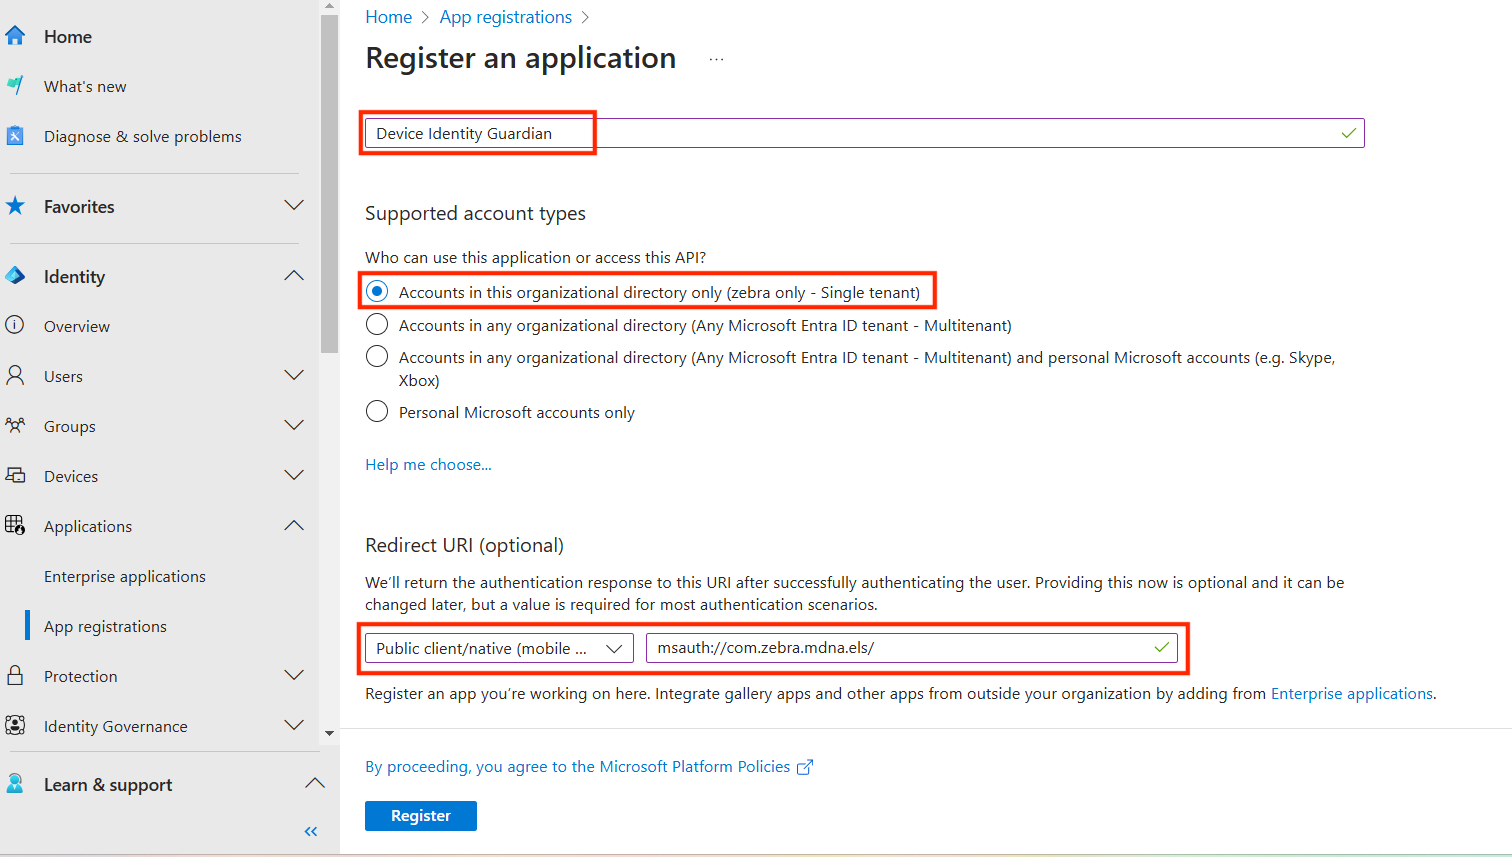 Home
What's new
Diagnose & solve problems
Favorites
Identity
Overview
Users
Groups
Devices
Applications
Enterprise applications
App registrations
Protection
Identity Governance
Learn & support
Home > App registrations >
Register an application ...
Device Identity Guardian
Supported account types
Who can use this application or access this API?
Accounts in this organizational directory only (zebra only - Single tenant)
Accounts in any organizational directory (Any Microsoft Entra ID tenant - Multitenant)
Accounts in any organizational directory (Any Microsoft Entra ID tenant - Multitenant) and personal Microsoft accounts (e.g. Skype,
Xbox)
Personal Microsoft accounts only
Help me choose...
Redirect URI (optional)
We'll return the authentication response to this URI after successfully authenticating the user. Providing this now is optional and it can be
changed later, but a value is required for most authentication scenarios.
Public client/native (mobile ... msauth://com.zebra.mdna.els/
Register an app you're working on here. Integrate gallery apps and other apps from outside your organization by adding from Enterprise applications.
By proceeding, you agree to the Microsoft Platform Policies
Register